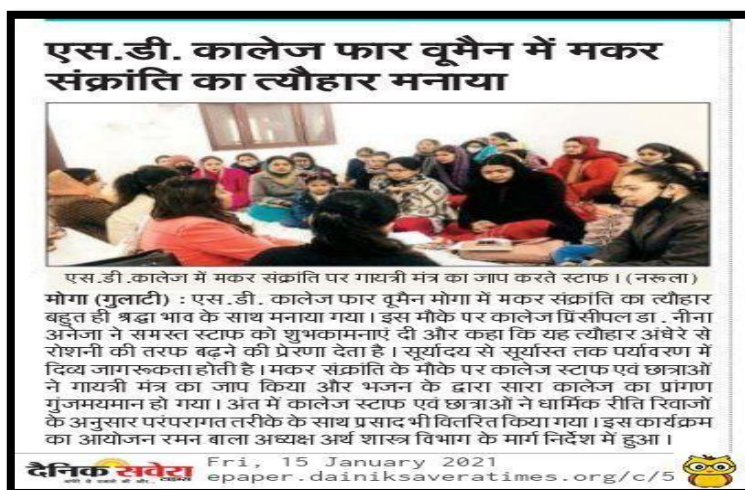 एस.डी. कालेज फार वूमैन में मकर
संक्रांति का त्यौहार मनाया
एस.डी.कालेज में मकर संक्रांति पर गायत्री मंत्र का जाप करते स्टाफ। (नरूला)
मोगा (गुलाटी) : एस.डी. कालेज फार वूमैन मोगा में मकर संक्रांति का त्यौहार
बहुत ही श्रद्धा भाव के साथ मनाया गया। इस मौके पर कालेज प्रिंसीपल डा. नीना
अनेजा ने समस्त स्टाफ को शुभकामनाएं दी और कहा कि यह त्यौहार अंधेरे से
रोशनी की तरफ बढ़ने की प्रेरणा देता है। सूर्यादय से सूर्यास्त तक पर्यावरण में
दिव्य जागरूकता होती है। मकर संक्रांति के मौके पर कालेज स्टाफ एवं छात्राओं
ने गायत्री मंत्र का जाप किया और भजन के द्वारा सारा कालेज का प्रांगण
गुंजमयमान हो गया। अंत में कालेज स्टाफ एवं छात्राओं ने धार्मिक रीति रिवाजों
के अनुसार परंपरागत तरीके के साथ प्रसाद भी वितरित किया गया। इस कार्यक्रम
का आयोजन रमन बाला अध्यक्ष अर्थ शास्त्र विभाग के मार्ग निर्देश में हुआ।
दैनिक सवेरा
Fri, 15 January 2021
epaper.dainiksaveratimes.org/c/5